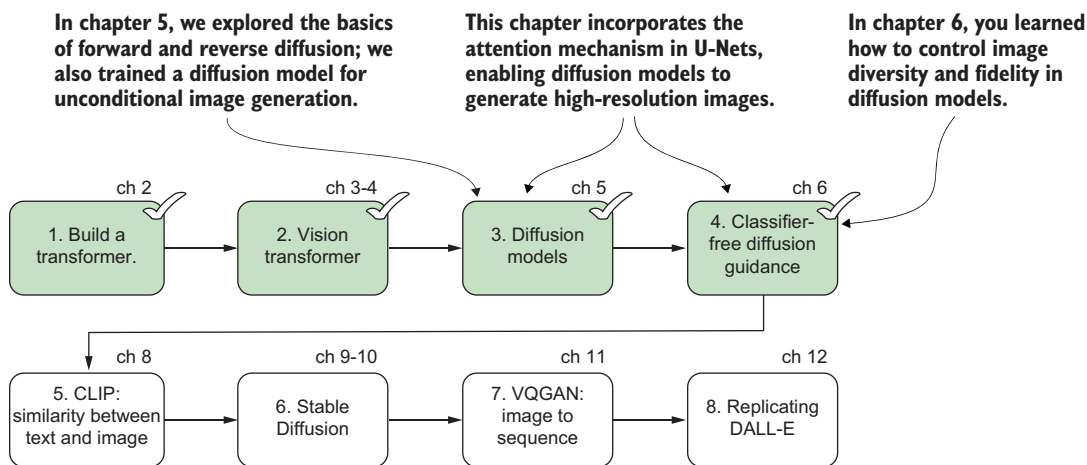 In chapter 5, we explored the basics
of forward and reverse diffusion; we
also trained a diffusion model for
unconditional image generation.
This chapter incorporates the
attention mechanism in U-Nets,
enabling diffusion models to
generate high-resolution images.
In chapter 6, you learned
how to control image
diversity and fidelity in
diffusion models.
ch 2
1. Build a
transformer.
ch 3-4
2. Vision
transformer
ch 5
3. Diffusion
models
ch 6
4. Classifier-
free diffusion
guidance
ch 8
5. CLIP:
similarity between
text and image
ch 9-10
6. Stable
Diffusion
ch 11
7. VQGAN:
image to
sequence
ch 12
8. Replicating
DALL-E